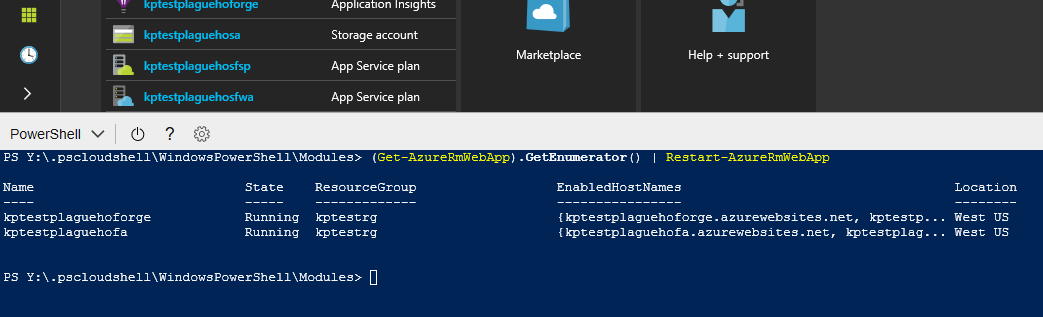 kptestplaguehoforge Application Insights
kptestplaguehosa Storage account
kptestplaguehosfsp App Service plan
kptestplaguehosfwa App Service plan
Marketplace
Help + support
PowerShell
?
PS Y:\.pscloudshell\WindowsPowerShell\Modules> (Get-AzureRmWebApp).GetEnumerator() | Restart-AzureRmWebApp
Name State ResourceGroup EnabledHostNames Location
---- ----- ------------- ---------------- --------
kptestplaguehoforge Running kptestrg {kptestplaguehoforge.azurewebsites.net, kptestp... West US
kptestplaguehofa Running kptestrg {kptestplaguehofa.azurewebsites.net, kptestplag... West US
PS Y:\.pscloudshell\WindowsPowerShell\Modules>